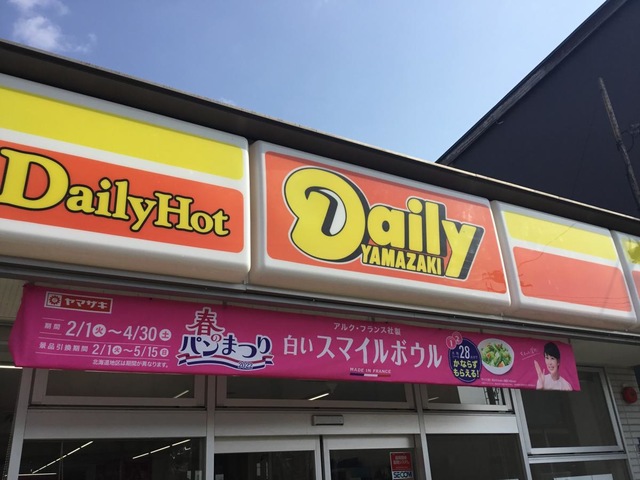 DailyHot
Daily
YAMAZAKI
ヤマザキ
期間 2/1火〜4/30土
景品引換期間 2/1火〜5/15日
北海道地区は期間が異なります。
春の
パンまつり
2022
アルク・フランス社製
白いスマイルボウル
MADE IN FRANCE
28
かならず
もらえる!
SECOM